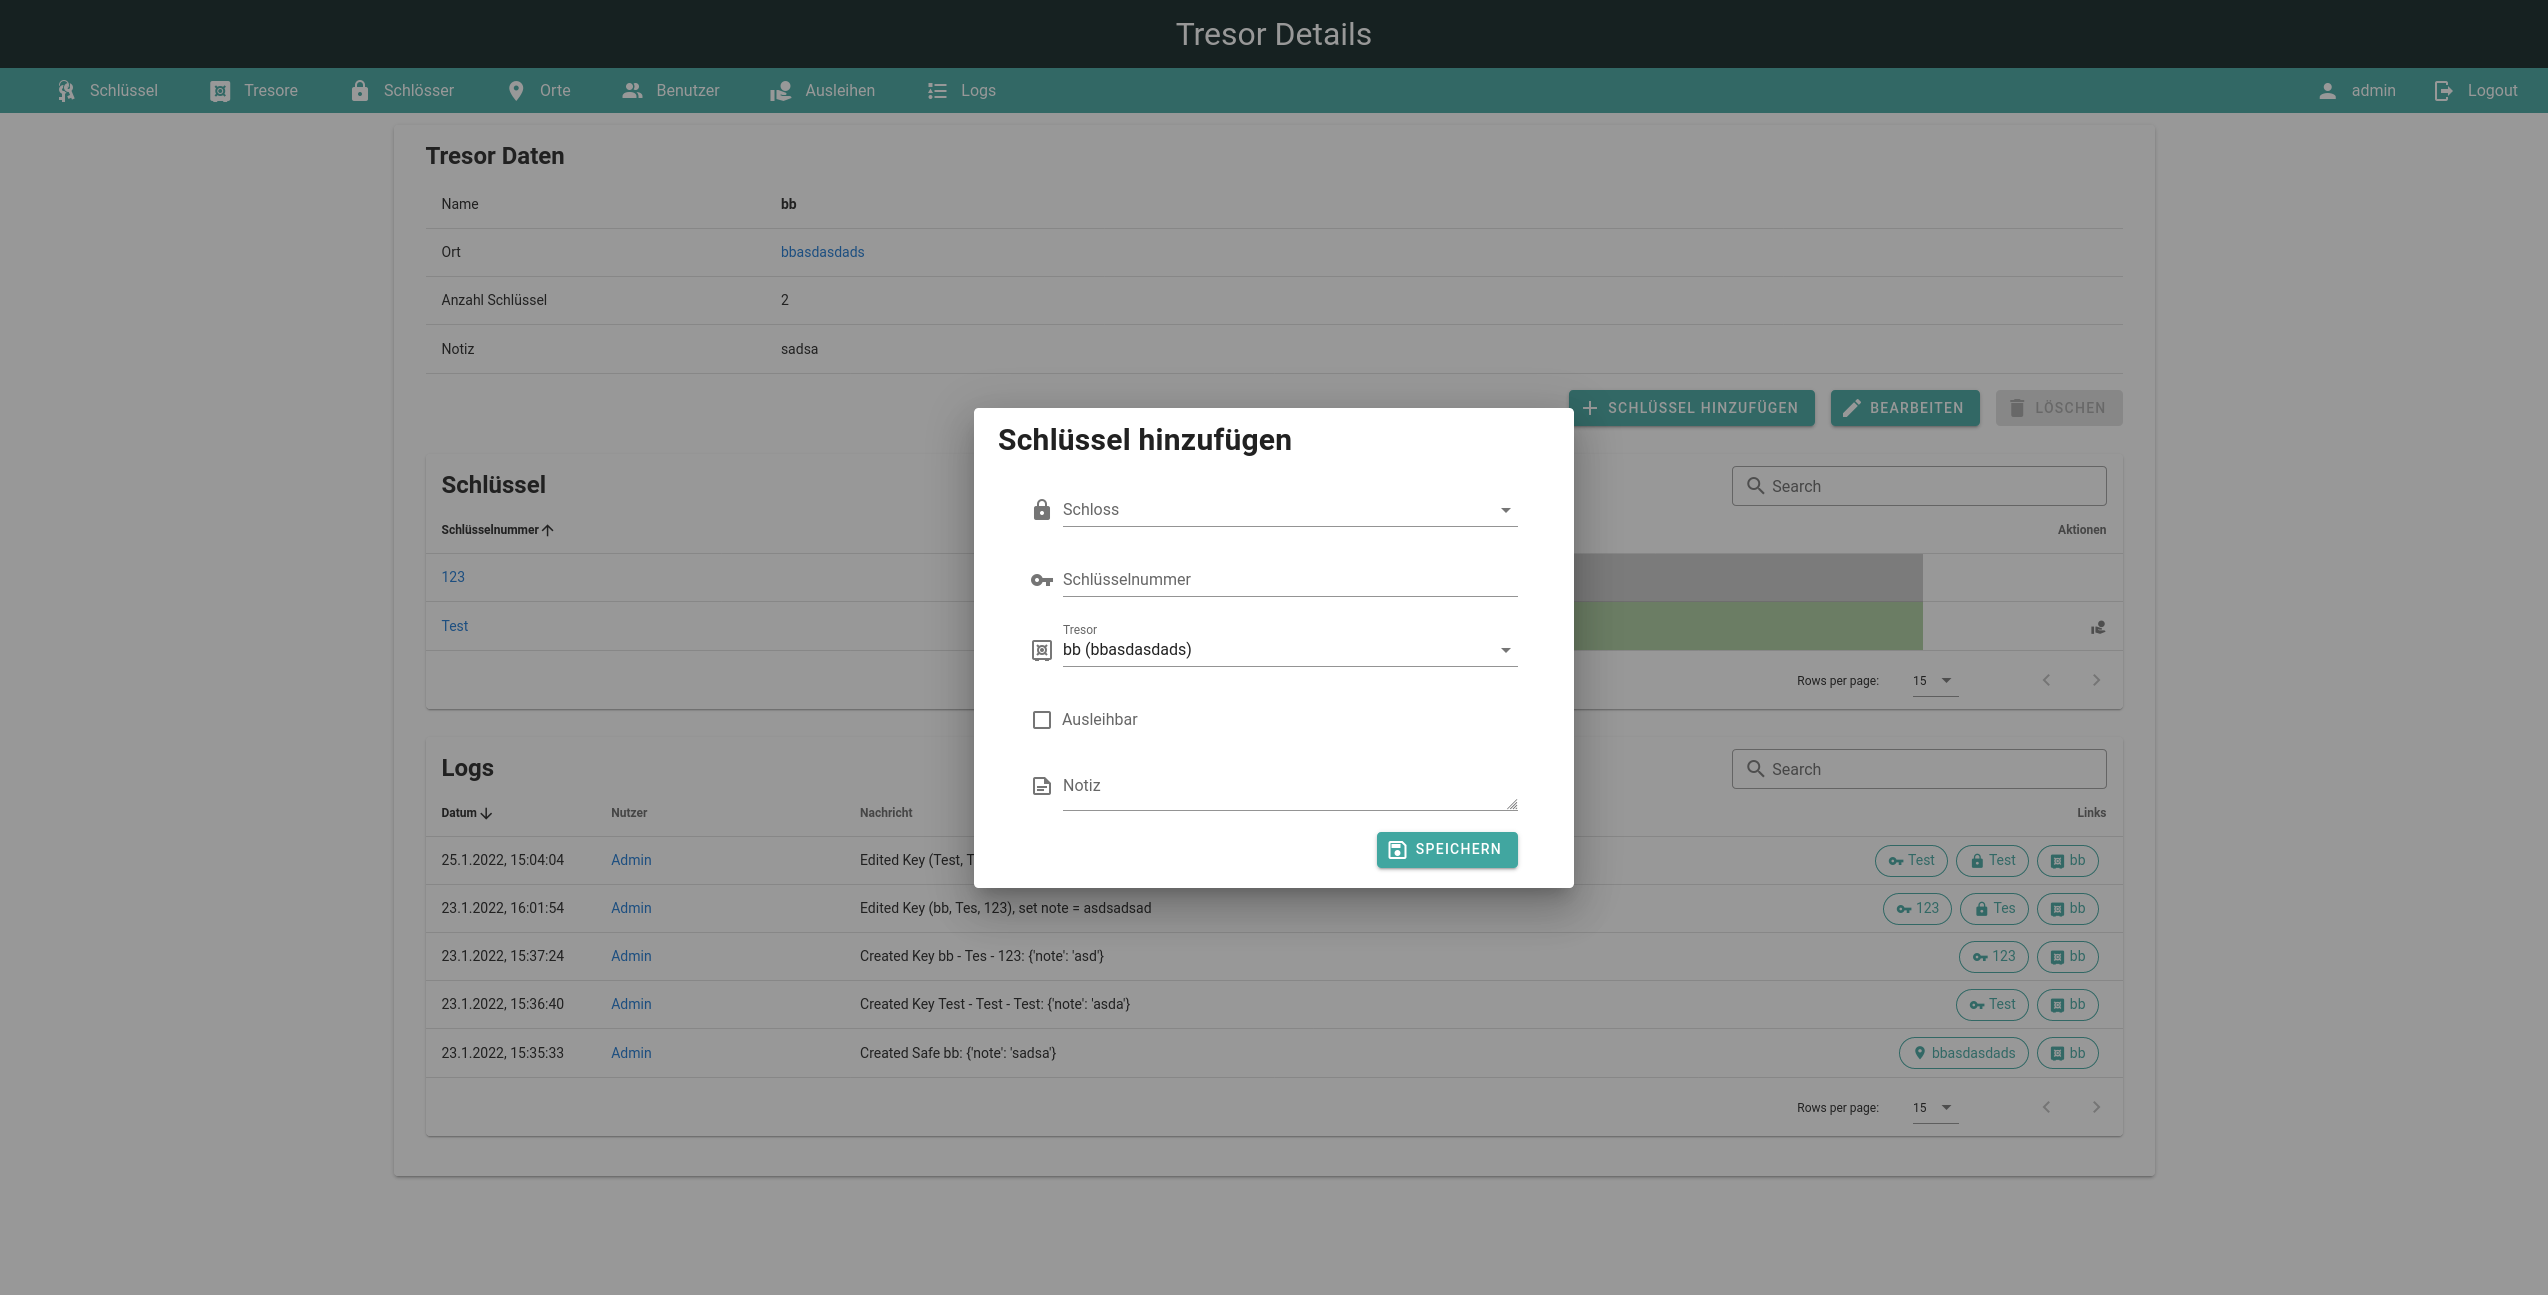 Tresor Details
Schlüssel Tresore Schlösser Orte Benutzer Ausleihen Logs admin Logout
Tresor Daten
Name bb
Ort bbasdasdads
Anzahl Schlüssel 2
Notiz sadsa
SCHLÜSSEL HINZUFÜGEN BEARBEITEN LÖSCHEN
Schlüssel hinzufügen
Schloss
Schlüsselnummer
Tresor
bb (bbasdasdads)
Ausleihbar
Notiz
SPEICHERN
Schlüssel Search
Schlüsselnummer Aktionen
123
Test
Rows per page: 15
Logs Search
Datum Nutzer Nachricht Links
25.1.2022, 15:04:04 Admin Edited Key (Test, T Test Test bb
23.1.2022, 16:01:54 Admin Edited Key (bb, Tes, 123), set note = asdsadsad 123 Tes bb
23.1.2022, 15:37:24 Admin Created Key bb - Tes - 123: {'note': 'asd'} 123 bb
23.1.2022, 15:36:40 Admin Created Key Test - Test - Test: {'note': 'asda'} Test bb
23.1.2022, 15:35:33 Admin Created Safe bb: {'note': 'sadsa'} bbasdasdads bb
Rows per page: 15